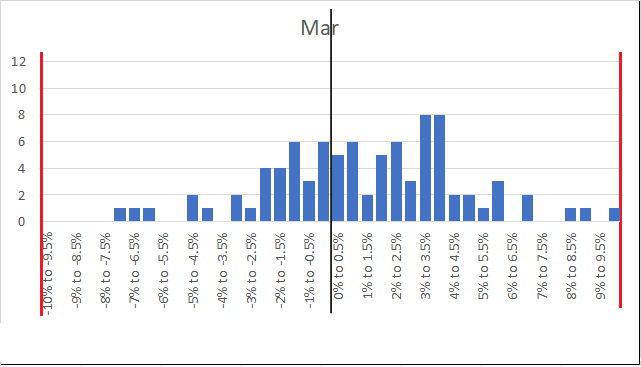 Mar
12
10
8
6
4
2
0
-10% to -9.5%
-9% to -8.5%
-8% to -7.5%
-7% to -6.5%
-6% to -5.5%
-5% to -4.5%
-4% to -3.5%
-3% to -2.5%
-2% to -1.5%
-1% to -0.5%
0% to 0.5%
1% to 1.5%
2% to 2.5%
3% to 3.5%
4% to 4.5%
5% to 5.5%
6% to 6.5%
7% to 7.5%
8% to 8.5%
9% to 9.5%